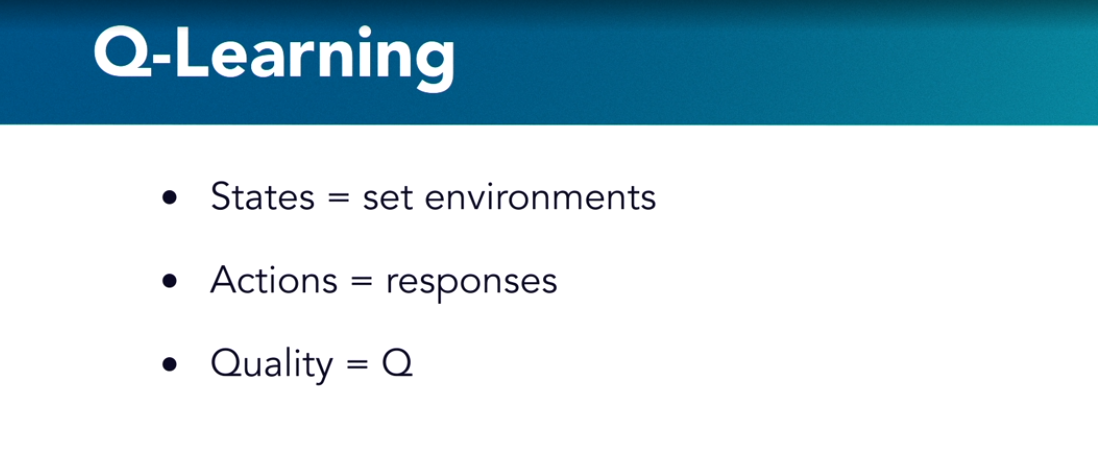 Q-Learning
• States = set environments
• Actions = responses
• Quality = Q